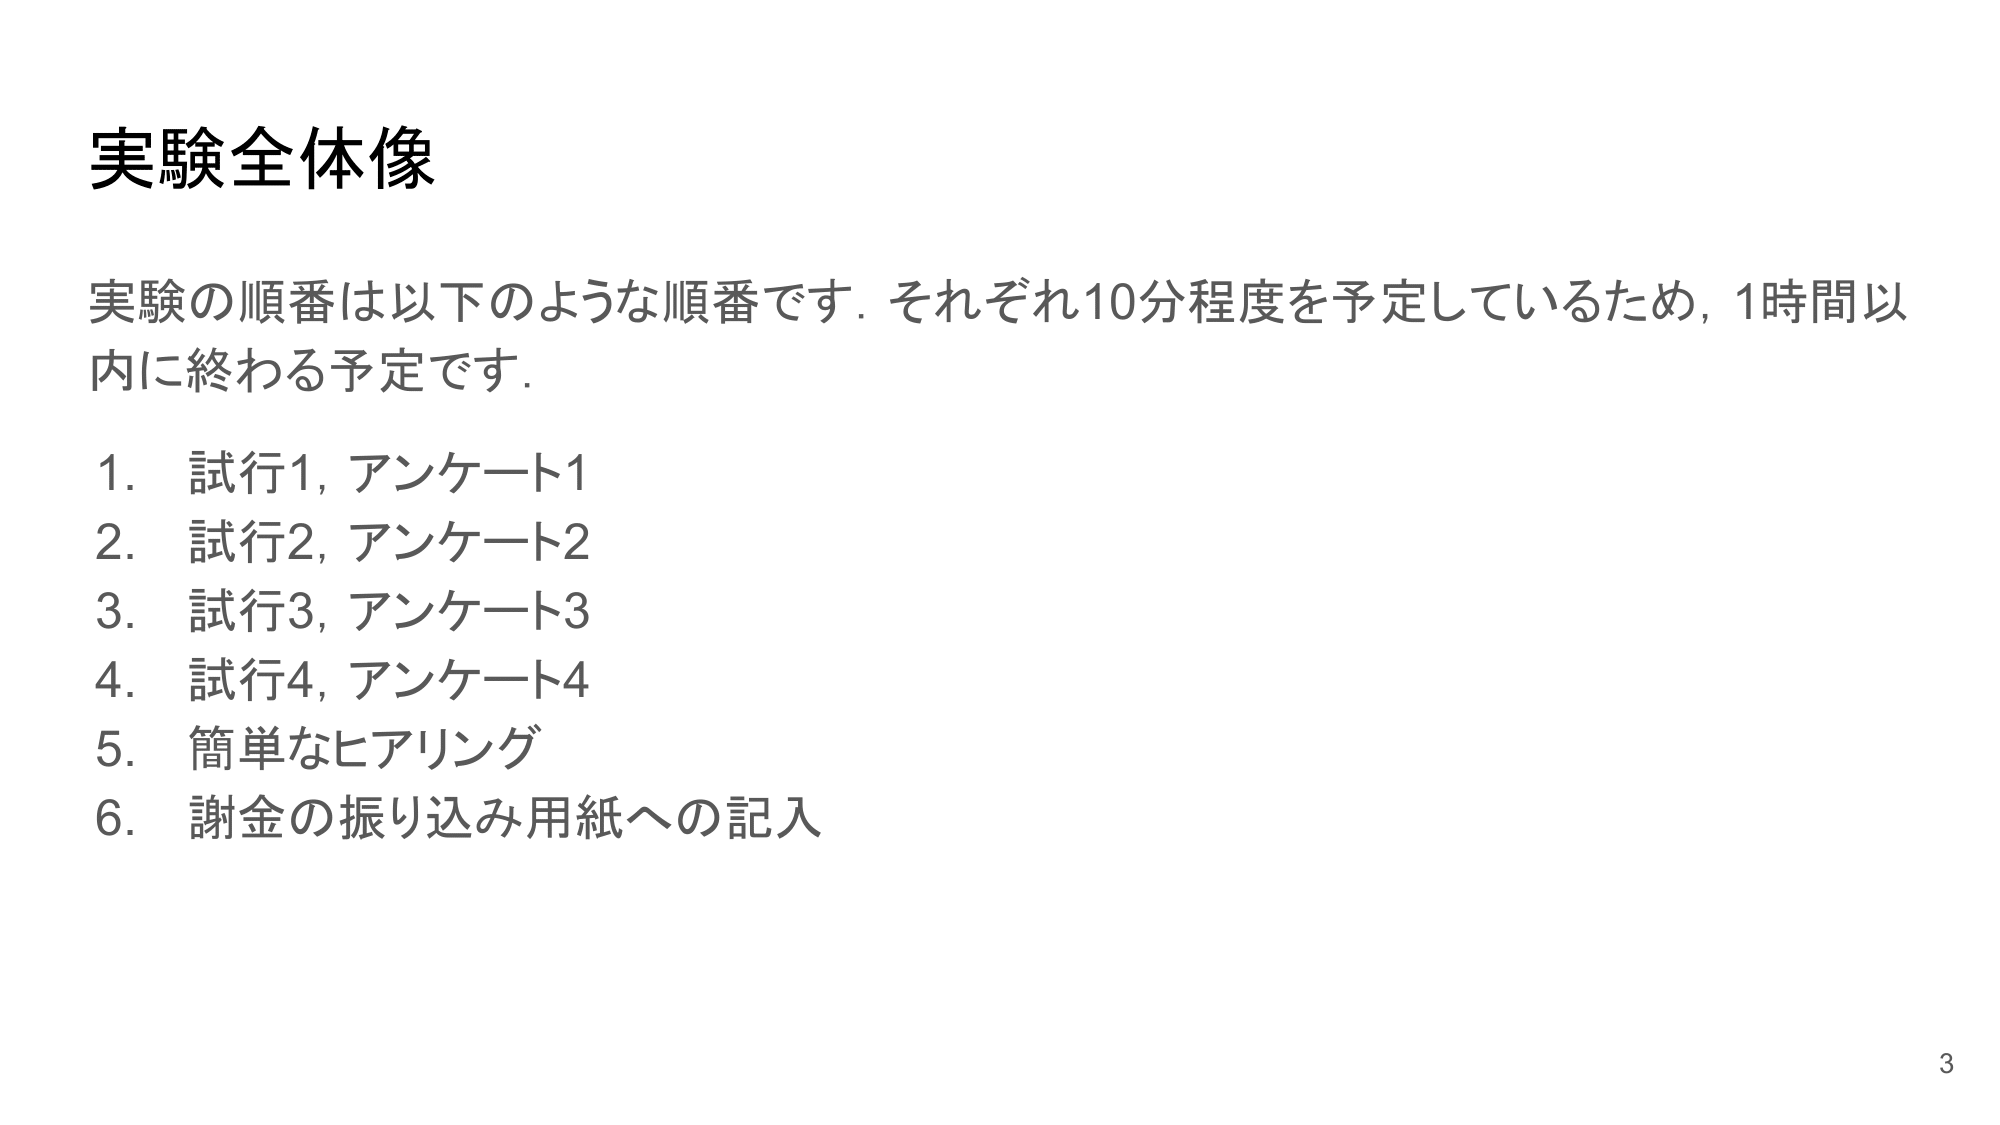 実験全体像
実験の順番は以下のような順番です. それぞれ10分程度を予定しているため, 1時間以
内に終わる予定です.
1. 試行1, アンケート1
2. 試行2, アンケート2
3. 試行3, アンケート3
4. 試行4, アンケート4
5. 簡単なヒアリング
6. 謝金の振り込み用紙への記入
3